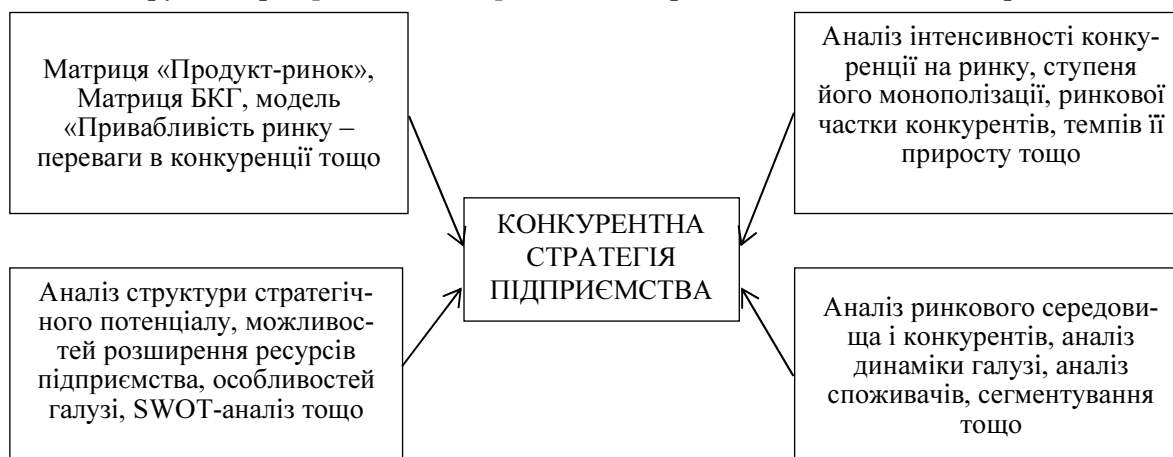 Матриця «Продукт-ринок»,
Матриця БКГ, модель
«Привабливість ринку –
переваги в конкуренції тощо
Аналіз інтенсивності конку-
ренції на ринку, ступеня
його монополізації, ринкової
частки конкурентів, темпів її
приросту тощо
КОНКУРЕНТНА
СТРАТЕГІЯ
ПІДПРИЄМСТВА
Аналіз структури стратегіч-
ного потенціалу, можливос-
тей розширення ресурсів
підприємства, особливостей
галузі, SWOT-аналіз тощо
Аналіз ринкового середови-
ща і конкурентів, аналіз
динаміки галузі, аналіз
споживачів, сегментування
тощо